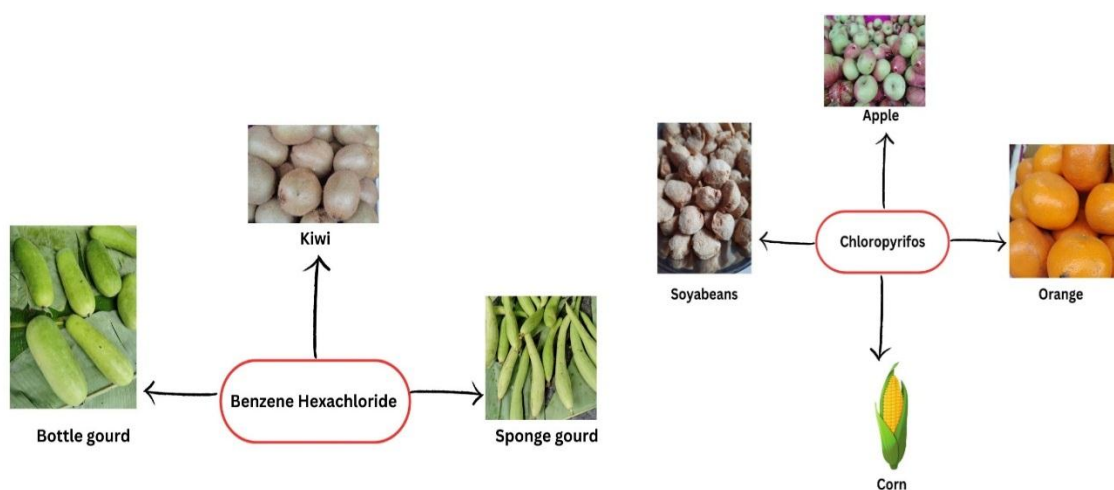 Kiwi
Benzene Hexachloride
Bottle gourd
Sponge gourd
Apple
Soyabeans
Chloropyrifos
Orange
Corn